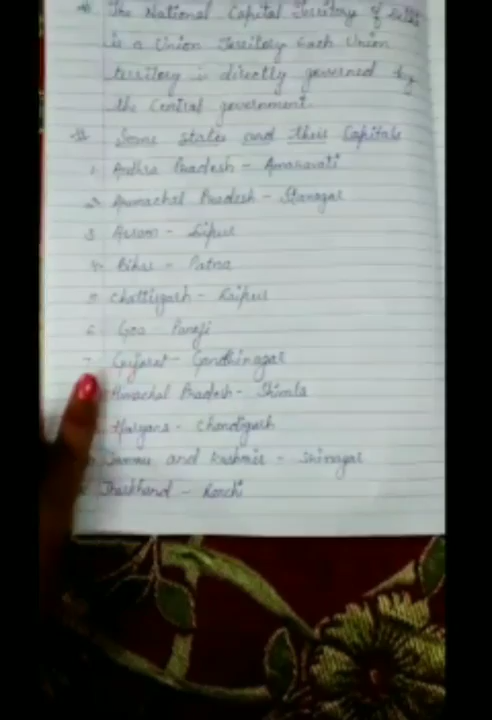 The National Capital Territory of Delhi
is a Union Territory Each Union
territory is directly governed by
the Central government.
Some states and their Capitals
1. Andhra Pradesh - Amaravati
2. Arunachal Pradesh - Itanagar
3 Assam - Dispur
4. Bihar - Patna
5 Chattisgarh - Raipur
6 Goa Panaji
7 Gujarat - Gandhinagar
Himachal Pradesh - Shimla
Haryana - Chandigarh
Jammu and Kashmir - Srinagar
Jharkhand - Ranchi